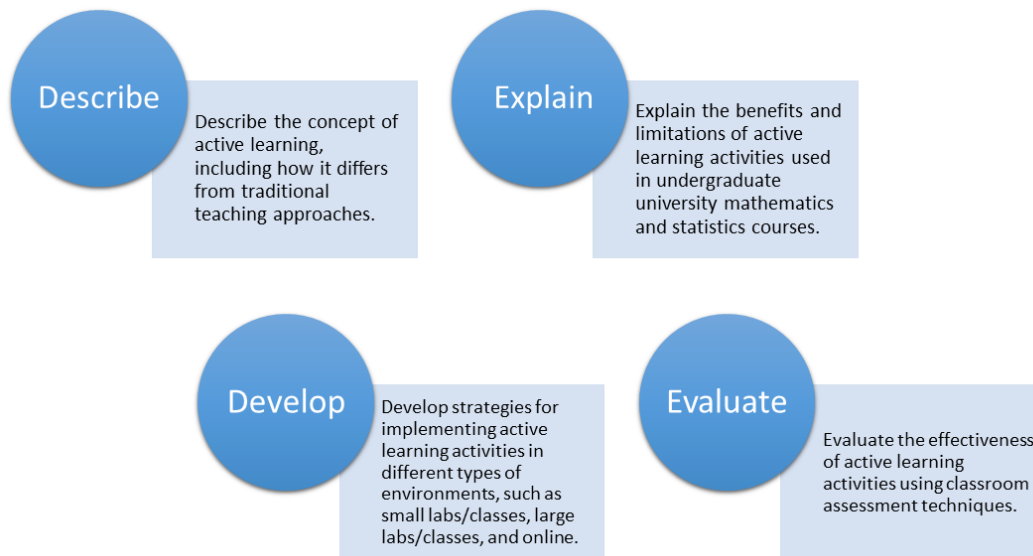 Describe
Describe the concept of
active learning,
including how it differs
from traditional
teaching approaches.
Explain
Explain the benefits and
limitations of active
learning activities used
in undergraduate
university mathematics
and statistics courses.
Develop
Develop strategies for
implementing active
learning activities in
different types of
environments, such as
small labs/classes, large
labs/classes, and online.
Evaluate
Evaluate the effectiveness
of active learning
activities using classroom
assessment techniques.